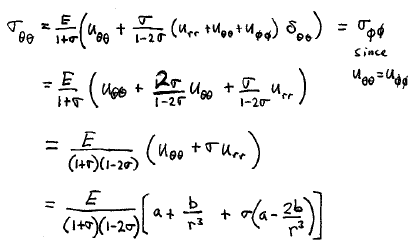 σ_θθ = E/(1+σ) (u_θθ + σ/(1-2σ) (u_rr + u_θθ + u_φφ) δ_θθ) = σ_φφ
since
u_θθ = u_φφ
= E/(1+σ) (u_θθ + 2σ/(1-2σ) u_θθ + σ/(1-2σ) u_rr)
= E/((1+σ)(1-2σ)) (u_θθ + σ u_rr)
= E/((1+σ)(1-2σ)) [a + b/r³ + σ(a - 2b/r³)]